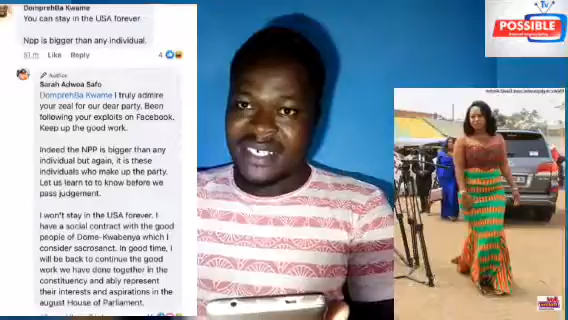 DomprehBa Kwame
You can stay in the USA forever
Npp is bigger than any individual.
Like Reply
4
Author
Sarah Adwoa Safo
DomprehBa Kwame I truly admire
your zeal for our dear party. Been
following your exploits on Facebook.
Keep up the good work.
Indeed the NPP is bigger than any
individual but again, it is these
individuals who make up the party.
Let us learn to to know before we
pass judgement.
I won't stay in the USA forever. I
have a social contract with the good
people of Dome-Kwabenya which I
consider sacrosanct. In good time, I
will be back to continue the good
work we have done together in the
constituency and ably represent
their interests and aspirations in the
august House of Parliament.
Tv
POSSIBLE